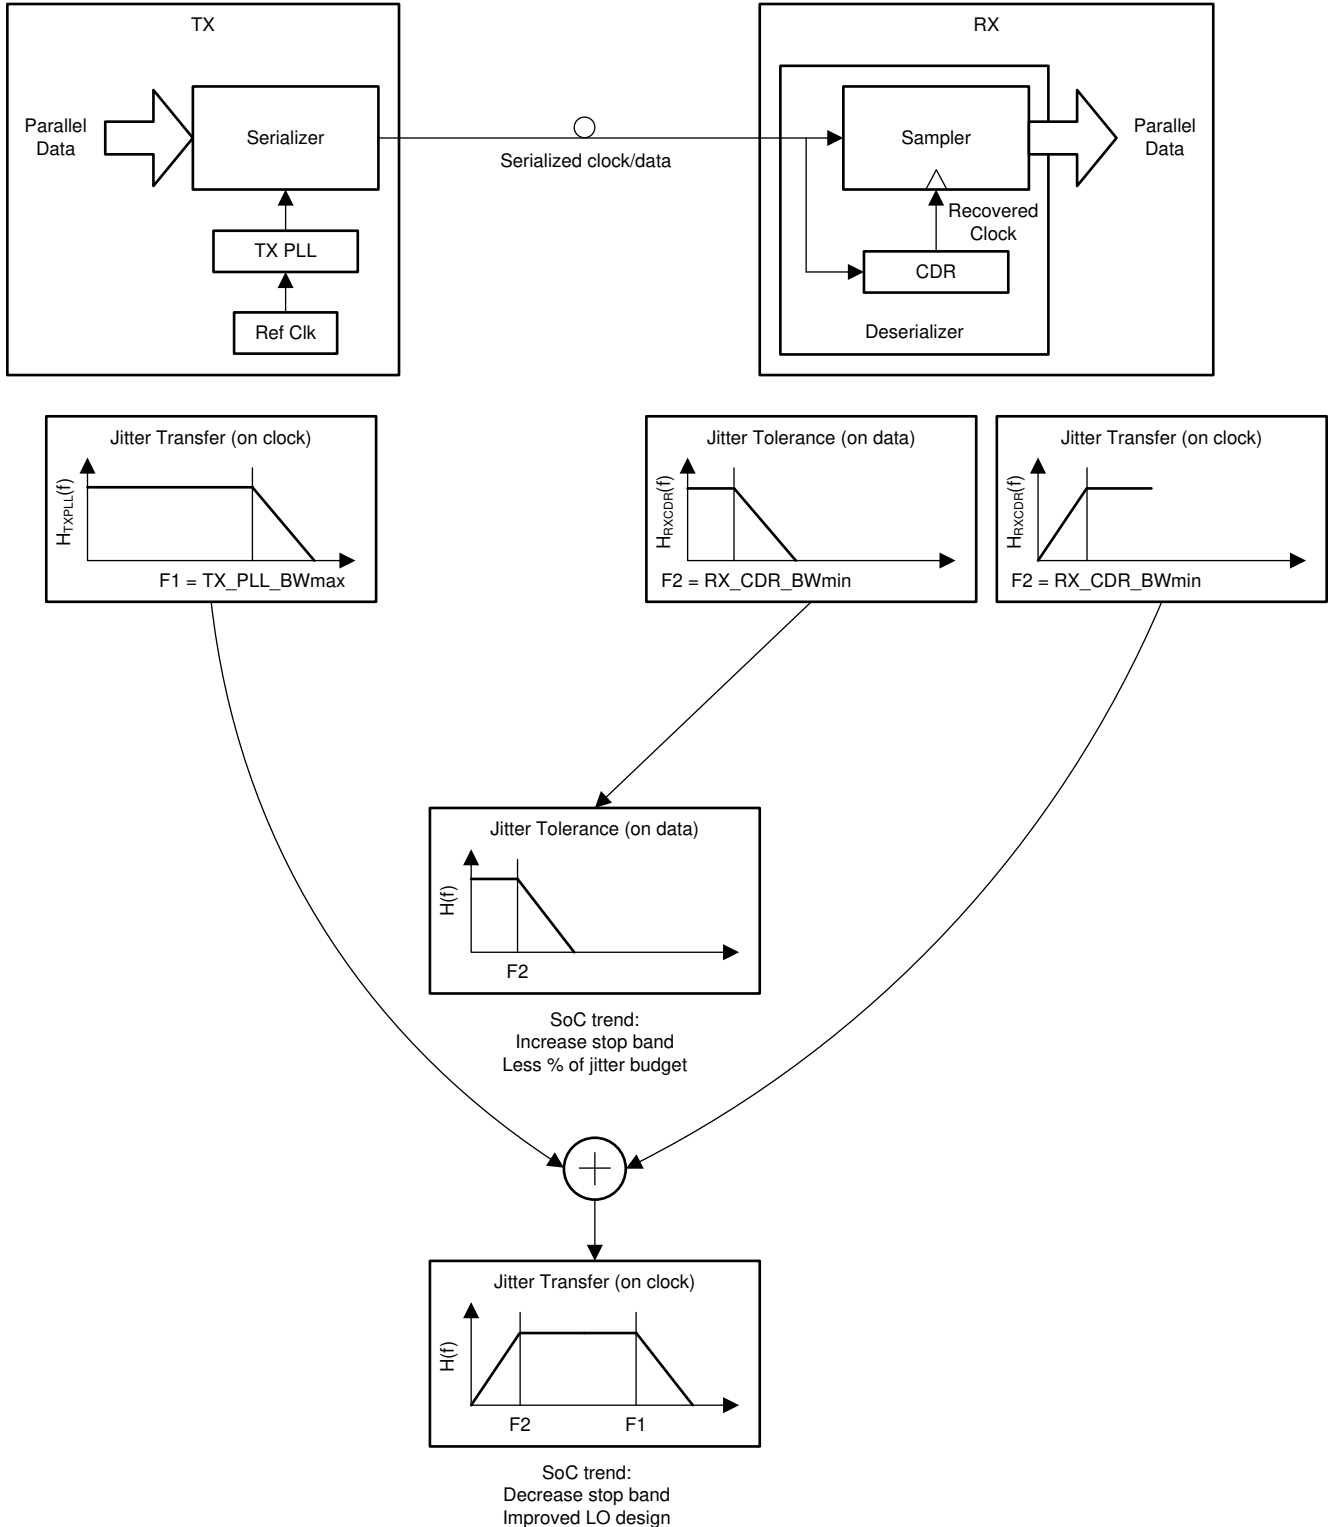 TX
Parallel
Data
Serializer
TX PLL
Ref Clk
Serialized clock/data
RX
Sampler
Recovered
Clock
CDR
Deserializer
Parallel
Data
Jitter Transfer (on clock)
HTXPLL(f)
F1 = TX_PLL_BWmax
Jitter Tolerance (on data)
HRXCDR(f)
F2 = RX_CDR_BWmin
Jitter Transfer (on clock)
HRXCDR(f)
F2 = RX_CDR_BWmin
Jitter Tolerance (on data)
H(f)
F2
SoC trend:
Increase stop band
Less % of jitter budget
Jitter Transfer (on clock)
H(f)
F2 F1
SoC trend:
Decrease stop band
Improved LO design